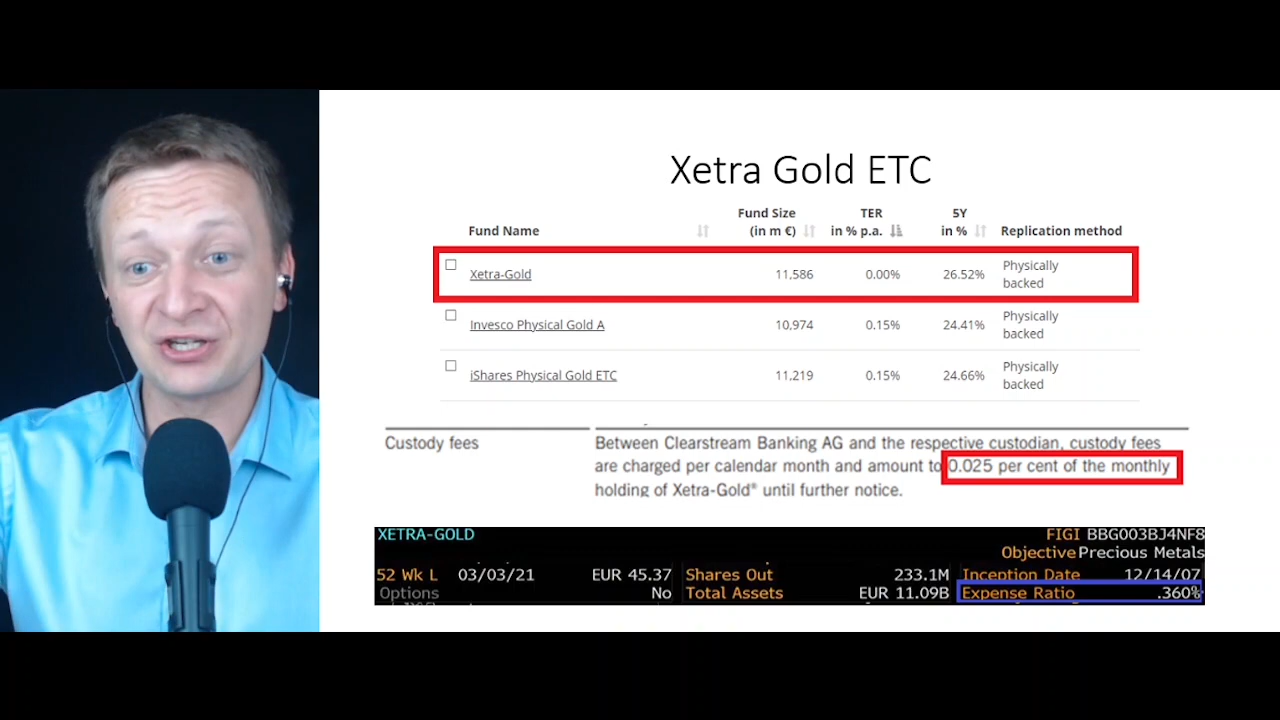 Xetra Gold ETC
Fund Size TER 5Y
Fund Name (in m €) in % p.a. in % Replication method
Xetra-Gold 11,586 0.00% 26.52% Physically
backed
Invesco Physical Gold A 10,974 0.15% 24.41% Physically
backed
iShares Physical Gold ETC 11,219 0.15% 24.66% Physically
backed
Custody fees Between Clearstream Banking AG and the respective custodian, custody fees
are charged per calendar month and amount to 0.025 per cent of the monthly
holding of Xetra-Gold® until further notice.
XETRA-GOLD FIGI BBG003BJ4NF8
Objective Precious Metals
52 Wk L 03/03/21 EUR 45.37 Shares Out 233.1M Inception Date 12/14/07
Options No Total Assets EUR 11.09B Expense Ratio .360%